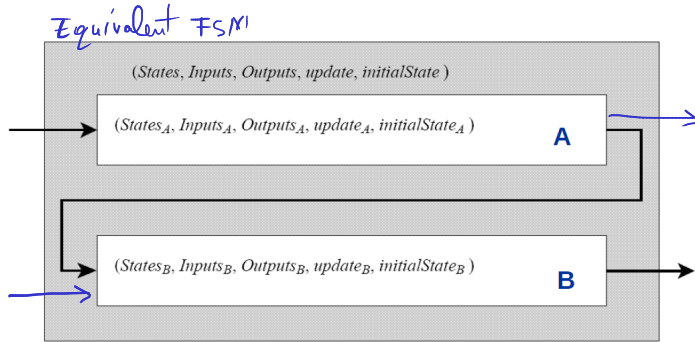 Equivalent FSM
(States, Inputs, Outputs, update, initialState )
(States_A, Inputs_A, Outputs_A, update_A, initialState_A )
A
(States_B, Inputs_B, Outputs_B, update_B, initialState_B )
B